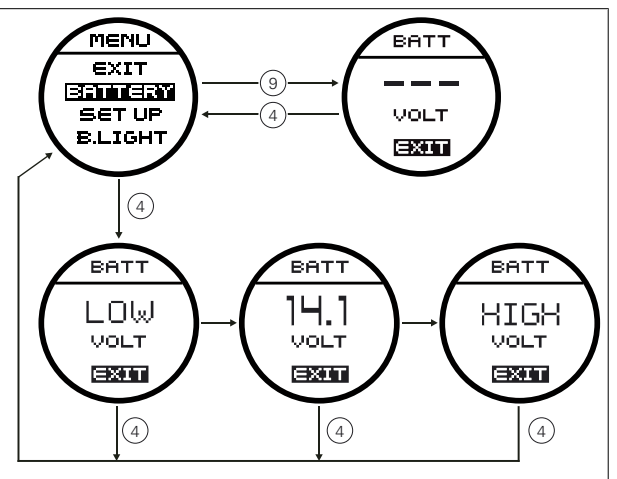 MENU
EXIT
BATTERY
SET UP
B.LIGHT
9
4
BATT
---
VOLT
EXIT
4
BATT
LOW
VOLT
EXIT
BATT
14.1
VOLT
EXIT
BATT
HIGH
VOLT
EXIT
4
4
4